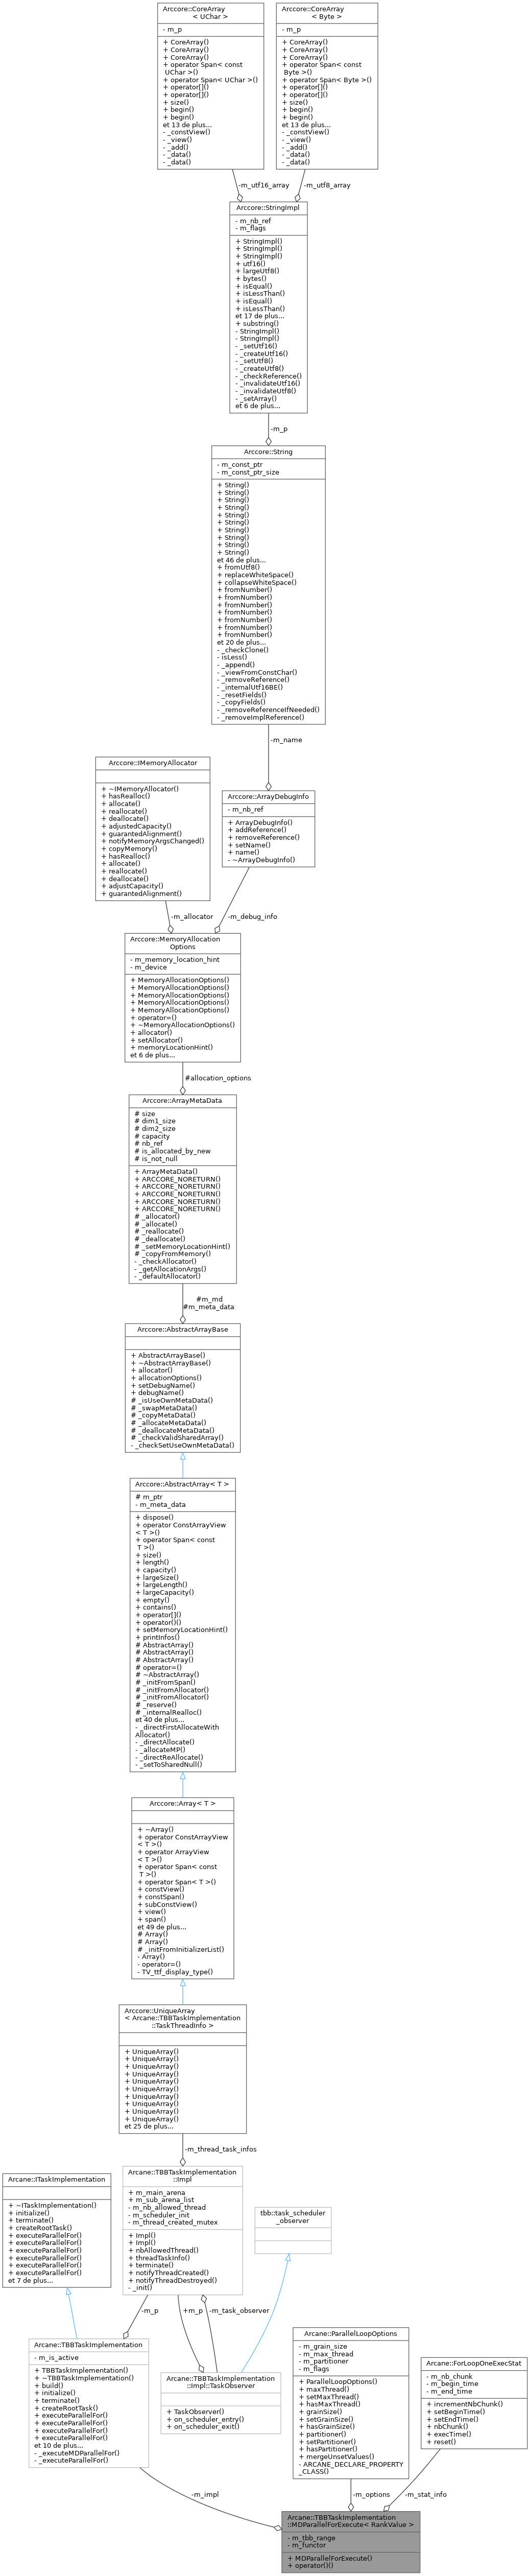 Arccore::CoreArray
< UChar >
- m_p
+ CoreArray()
+ CoreArray()
+ CoreArray()
+ operator Span< const
UChar >()
+ operator Span< UChar >()
+ operator[]()
+ operator[]()
+ size()
+ begin()
+ begin()
et 13 de plus...
- _constView()
- _view()
- _add()
- _data()
- _data()
Arccore::CoreArray
< Byte >
- m_p
+ CoreArray()
+ CoreArray()
+ CoreArray()
+ operator Span< const
Byte >()
+ operator Span< Byte >()
+ operator[]()
+ operator[]()
+ size()
+ begin()
+ begin()
et 13 de plus...
- _constView()
- _view()
- _add()
- _data()
- _data()
-m_utf16_array
-m_utf8_array
Arccore::StringImpl
- m_nb_ref
- m_flags
+ StringImpl()
+ StringImpl()
+ StringImpl()
+ utf16()
+ largeUtf8()
+ bytes()
+ isEqual()
+ isLessThan()
+ isEqual()
+ isLessThan()
et 17 de plus...
+ substring()
- StringImpl()
- StringImpl()
- _setUtf16()
- _createUtf16()
- _setUtf8()
- _createUtf8()
- _checkReference()
- _invalidateUtf16()
- _invalidateUtf8()
- _setArray()
et 6 de plus...
-m_p
Arccore::String
- m_const_ptr
- m_const_ptr_size
+ String()
+ String()
+ String()
+ String()
+ String()
+ String()
+ String()
+ String()
+ String()
+ String()
et 46 de plus...
+ fromUtf8()
+ replaceWhiteSpace()
+ collapseWhiteSpace()
+ fromNumber()
+ fromNumber()
+ fromNumber()
+ fromNumber()
+ fromNumber()
+ fromNumber()
+ fromNumber()
et 20 de plus...
- _checkClone()
- isLess()
- _append()
- _viewFromConstChar()
- _removeReference()
- _internalUtf16BE()
- _resetFields()
- _copyFields()
- _removeReferenceIfNeeded()
- _removeImplReference()
-m_name
Arccore::IMemoryAllocator
+ ~IMemoryAllocator()
+ hasRealloc()
+ allocate()
+ reallocate()
+ deallocate()
+ adjustedCapacity()
+ guarantedAlignment()
+ notifyMemoryArgsChanged()
+ copyMemory()
+ hasRealloc()
+ allocate()
+ reallocate()
+ deallocate()
+ adjustCapacity()
+ guarantedAlignment()
Arccore::ArrayDebugInfo
- m_nb_ref
+ ArrayDebugInfo()
+ addReference()
+ removeReference()
+ setName()
+ name()
- ~ArrayDebugInfo()
-m_allocator
-m_debug_info
Arccore::MemoryAllocation
Options
- m_memory_location_hint
- m_device
+ MemoryAllocationOptions()
+ MemoryAllocationOptions()
+ MemoryAllocationOptions()
+ MemoryAllocationOptions()
+ MemoryAllocationOptions()
+ operator=()
+ ~MemoryAllocationOptions()
+ allocator()
+ setAllocator()
+ memoryLocationHint()
et 6 de plus...
#allocation_options
Arccore::ArrayMetaData
# size
# dim1_size
# dim2_size
# capacity
# nb_ref
# is_allocated_by_new
# is_not_null
+ ArrayMetaData()
+ ARCCORE_NORETURN()
+ ARCCORE_NORETURN()
+ ARCCORE_NORETURN()
+ ARCCORE_NORETURN()
+ ARCCORE_NORETURN()
# _allocator()
# _allocate()
# _reallocate()
# _deallocate()
# _setMemoryLocationHint()
# _copyFromMemory()
- _checkAllocator()
- _getAllocationArgs()
- _defaultAllocator()
#m_md
#m_meta_data
Arccore::AbstractArrayBase
+ AbstractArrayBase()
+ ~AbstractArrayBase()
+ allocator()
+ allocationOptions()
+ setDebugName()
+ debugName()
# _isUseOwnMetaData()
# _swapMetaData()
# _copyMetaData()
# _allocateMetaData()
# _deallocateMetaData()
# _checkValidSharedArray()
- _checkSetUseOwnMetaData()
Arccore::AbstractArray< T >
# m_ptr
- m_meta_data
+ dispose()
+ operator ConstArrayView
< T >()
+ operator Span< const
T >()
+ size()
+ length()
+ capacity()
+ largeSize()
+ largeLength()
+ largeCapacity()
+ empty()
+ contains()
+ operator[]()
+ operator()()
+ setMemoryLocationHint()
+ printInfos()
# AbstractArray()
# AbstractArray()
# AbstractArray()
# operator=()
# ~AbstractArray()
# _initFromSpan()
# _initFromAllocator()
# _initFromAllocator()
# _reserve()
# _internalRealloc()
et 40 de plus...
- _directFirstAllocateWith
Allocator()
- _directAllocate()
- _allocateMP()
- _directReAllocate()
- _setToSharedNull()
Arccore::Array< T >
+ ~Array()
+ operator ConstArrayView
< T >()
+ operator ArrayView
< T >()
+ operator Span< const
T >()
+ operator Span< T >()
+ constView()
+ constSpan()
+ subConstView()
+ view()
+ span()
et 49 de plus...
# Array()
# Array()
# _initFromInitializerList()
- Array()
- operator=()
- TV_ttf_display_type()
Arccore::UniqueArray
< Arcane::TBBTaskImplementation
::TaskThreadInfo >
+ UniqueArray()
+ UniqueArray()
+ UniqueArray()
+ UniqueArray()
+ UniqueArray()
+ UniqueArray()
+ UniqueArray()
+ UniqueArray()
+ UniqueArray()
+ UniqueArray()
et 25 de plus...
-m_thread_task_infos
Arcane::ITaskImplementation
+ ~ITaskImplementation()
+ initialize()
+ terminate()
+ createRootTask()
+ executeParallelFor()
+ executeParallelFor()
+ executeParallelFor()
+ executeParallelFor()
+ executeParallelFor()
+ executeParallelFor()
et 7 de plus...
Arcane::TBBTaskImplementation
::Impl
+ m_main_arena
+ m_sub_arena_list
- m_nb_allowed_thread
- m_scheduler_init
- m_thread_created_mutex
+ Impl()
+ Impl()
+ nbAllowedThread()
+ threadTaskInfo()
+ terminate()
+ notifyThreadCreated()
+ notifyThreadDestroyed()
- _init()
tbb::task_scheduler
_observer
-m_p
+m_p
-m_task_observer
Arcane::TBBTaskImplementation
- m_is_active
+ TBBTaskImplementation()
+ ~TBBTaskImplementation()
+ build()
+ initialize()
+ terminate()
+ createRootTask()
+ executeParallelFor()
+ executeParallelFor()
+ executeParallelFor()
+ executeParallelFor()
et 10 de plus...
- _executeMDParallelFor()
- _executeParallelFor()
Arcane::TBBTaskImplementation
::Impl::TaskObserver
+ TaskObserver()
+ on_scheduler_entry()
+ on_scheduler_exit()
Arcane::ParallelLoopOptions
- m_grain_size
- m_max_thread
- m_partitioner
- m_flags
+ ParallelLoopOptions()
+ maxThread()
+ setMaxThread()
+ hasMaxThread()
+ grainSize()
+ setGrainSize()
+ hasGrainSize()
+ partitioner()
+ setPartitioner()
+ hasPartitioner()
+ mergeUnsetValues()
- ARCANE_DECLARE_PROPERTY
_CLASS()
Arcane::ForLoopOneExecStat
- m_nb_chunk
- m_begin_time
- m_end_time
+ incrementNbChunk()
+ setBeginTime()
+ setEndTime()
+ nbChunk()
+ execTime()
+ reset()
-m_impl
-m_options
-m_stat_info
Arcane::TBBTaskImplementation
::MDParallelForExecute< RankValue >
- m_tbb_range
- m_functor
+ MDParallelForExecute()
+ operator()()